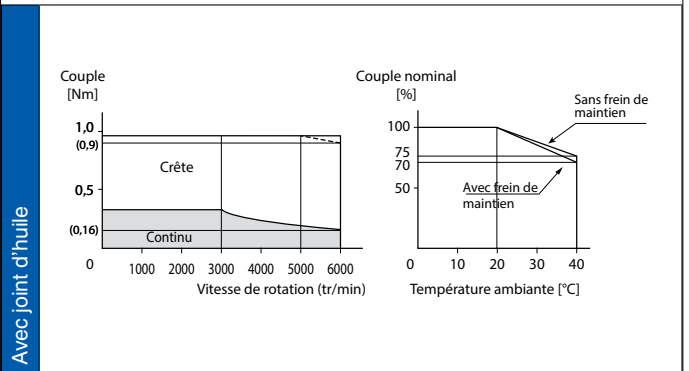 Avec joint d'huile
Couple
[Nm]
1,0
(0,9)
0,5
(0,16)
0
Crête
Continu
1000 2000 3000 4000 5000 6000
Vitesse de rotation (tr/min)
Couple nominal
[%]
100
75
70
50
0
Sans frein de
maintien
Avec frein de
maintien
10 20 30 40
Température ambiante [°C]